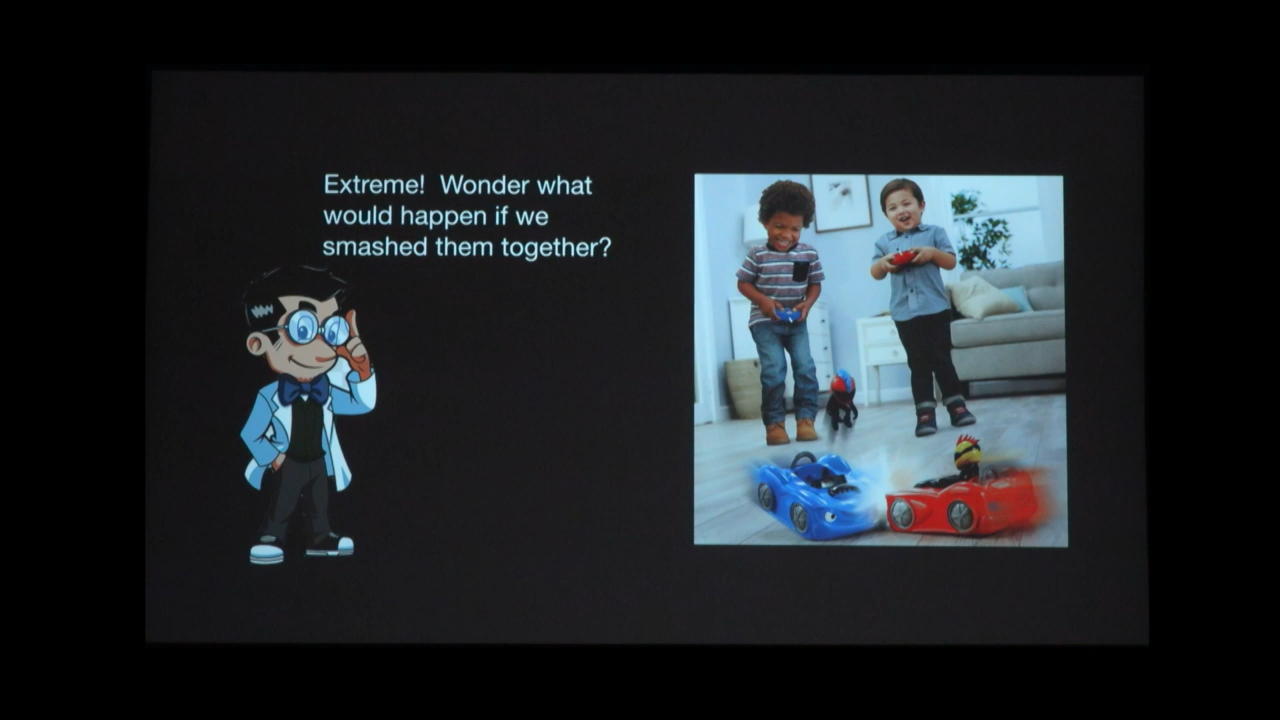 Extreme!  Wonder what
would happen if we
smashed them together?